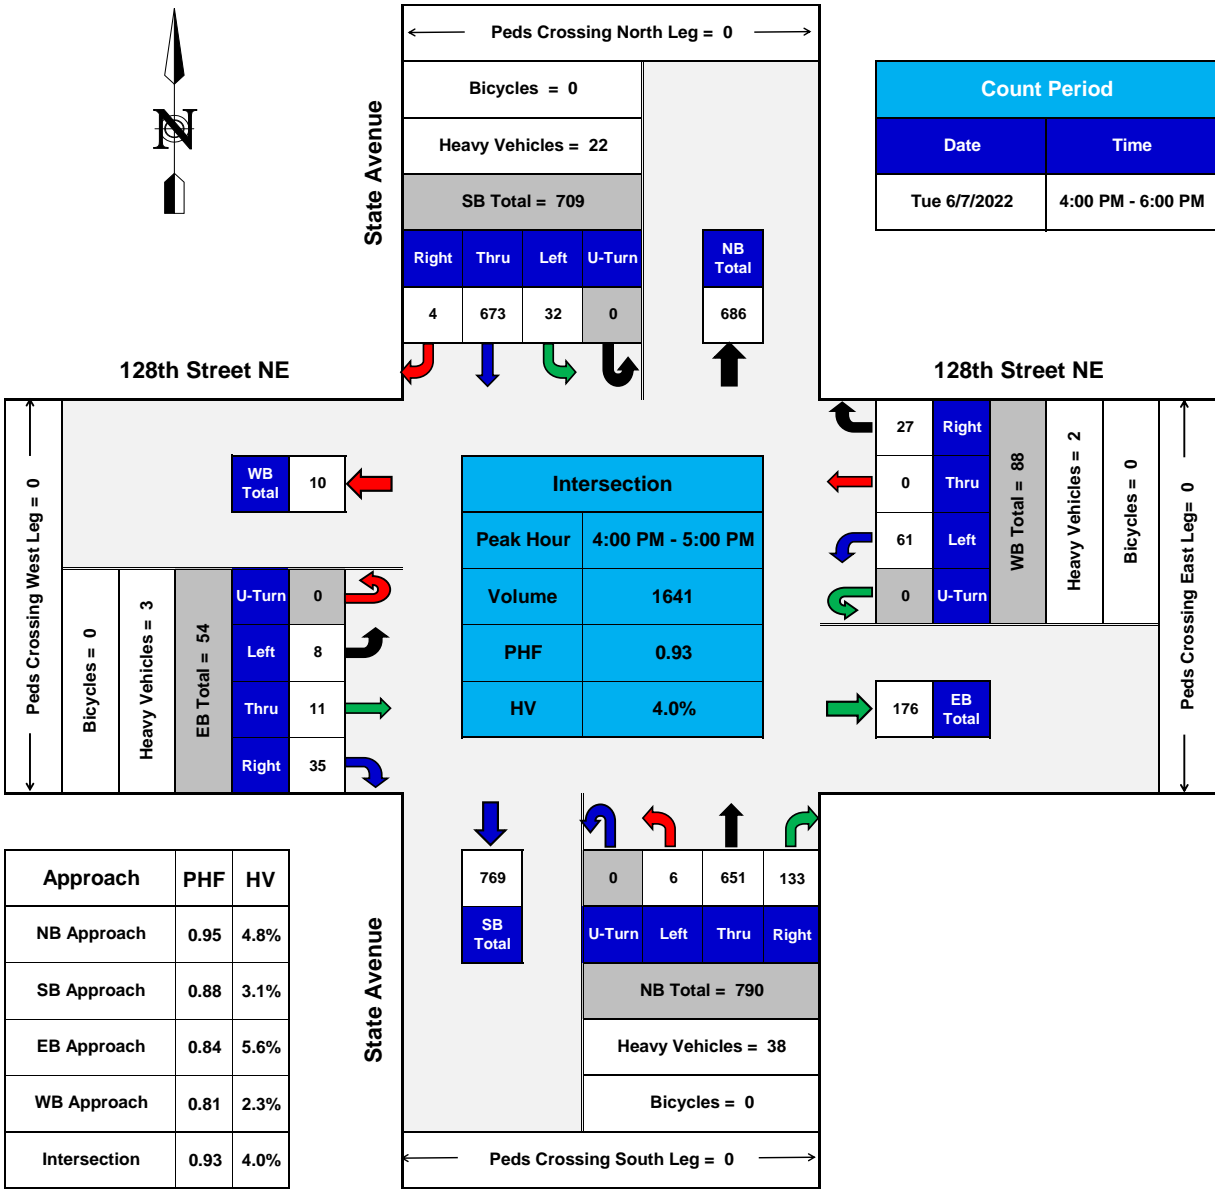 Peds Crossing North Leg = 0
Bicycles = 0
Heavy Vehicles = 22
SB Total = 709
Right Thru Left U-Turn
4 673 32 0
NB
Total
686
State Avenue
N
Count Period
Date Time
Tue 6/7/2022 4:00 PM - 6:00 PM
128th Street NE
128th Street NE
Peds Crossing West Leg = 0
Bicycles = 0
Heavy Vehicles = 3
EB Total = 54
WB
Total
10
U-Turn 0
Left 8
Thru 11
Right 35
Intersection
Peak Hour 4:00 PM - 5:00 PM
Volume 1641
PHF 0.93
HV 4.0%
27 Right
0 Thru
61 Left
0 U-Turn
WB Total = 88
Heavy Vehicles = 2
Bicycles = 0
Peds Crossing East Leg= 0
176
EB
Total
769
SB
Total
0 6 651 133
U-Turn Left Thru Right
NB Total = 790
Heavy Vehicles = 38
Bicycles = 0
Peds Crossing South Leg = 0
State Avenue
Approach PHF HV
NB Approach 0.95 4.8%
SB Approach 0.88 3.1%
EB Approach 0.84 5.6%
WB Approach 0.81 2.3%
Intersection 0.93 4.0%